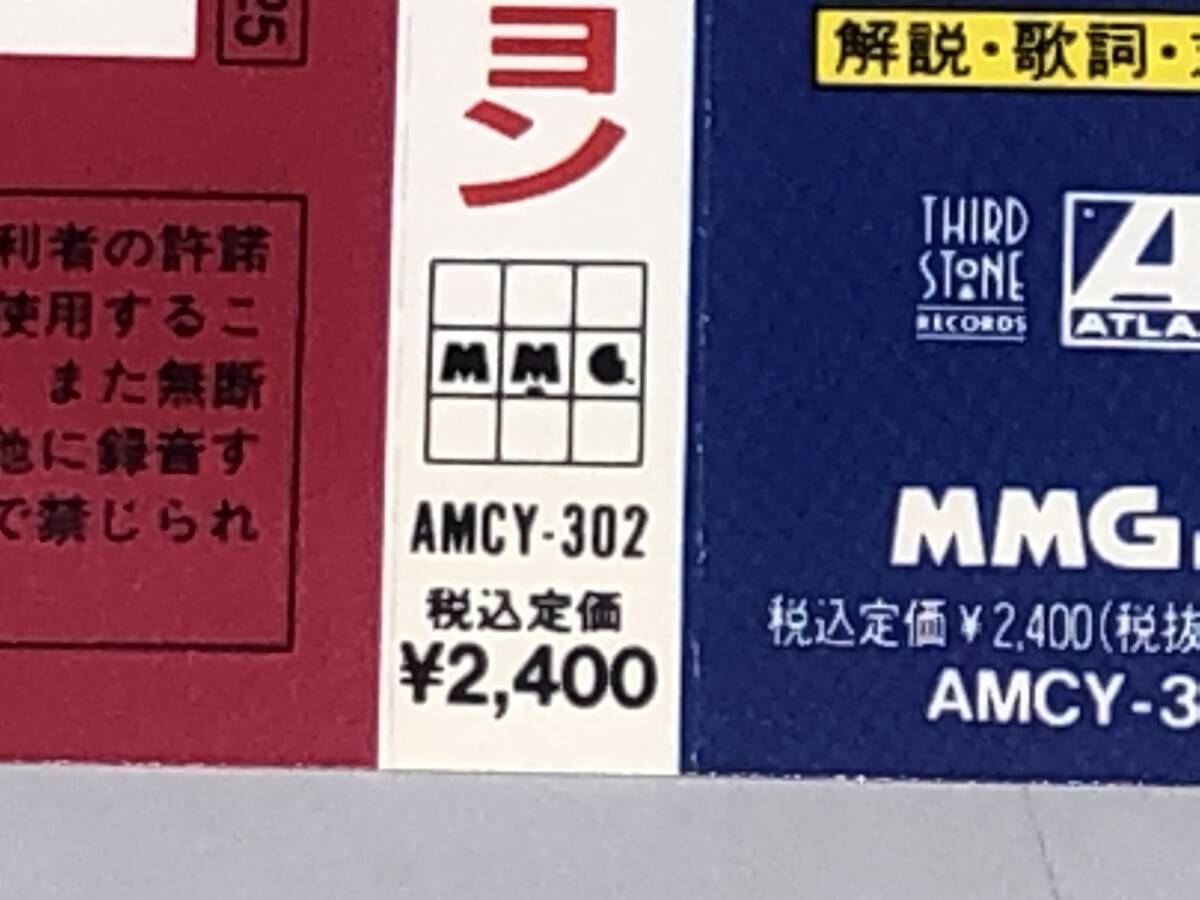 25
利者の許諾
使用するこ
また無断
他に録音す
で禁じられ
ョン
MMG
AMCY-302
税込定価
¥2,400
解説・歌詞・
THIRD
STONE
RECORDS
ATLA
MMG
税込定価¥2,400(税抜
AMCY-3